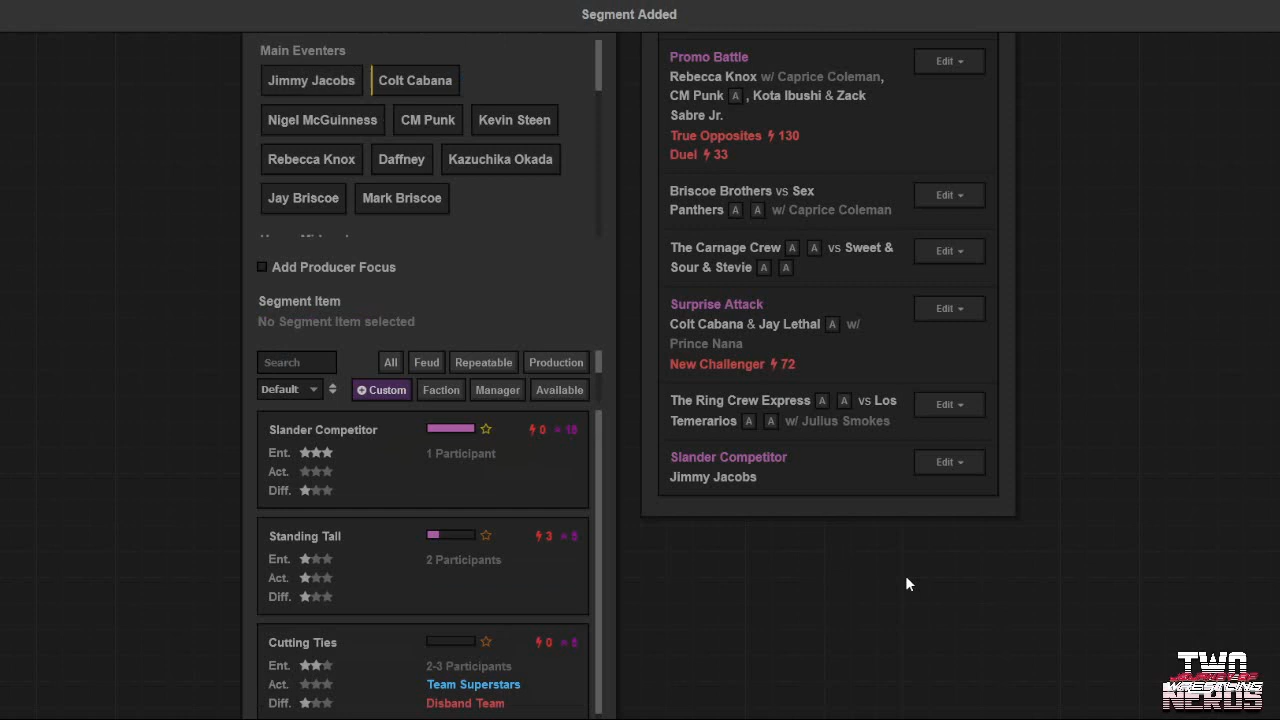 Segment Added
Main Eventers
Jimmy Jacobs
Colt Cabana
Nigel McGuinness
CM Punk
Kevin Steen
Rebecca Knox
Daffney
Kazuchika Okada
Jay Briscoe
Mark Briscoe
Add Producer Focus
Segment Item
No Segment Item selected
Search
All
Feud
Repeatable
Production
Default
Custom
Faction
Manager
Available
Slander Competitor
0
Ent.
1 Participant
Act.
Diff.
Standing Tall
3
Ent.
2 Participants
Act.
Diff.
Cutting Ties
0
Ent.
2-3 Participants
Act.
Team Superstars
Diff.
Disband Team
Promo Battle
Edit
Rebecca Knox w/ Caprice Coleman,
CM Punk A , Kota Ibushi & Zack
Sabre Jr.
True Opposites 130
Duel 33
Briscoe Brothers vs Sex
Edit
Panthers A A w/ Caprice Coleman
The Carnage Crew A A vs Sweet &
Edit
Sour & Stevie A A
Surprise Attack
Edit
Colt Cabana & Jay Lethal A w/
Prince Nana
New Challenger 72
The Ring Crew Express A A vs Los
Edit
Temerarios A A w/ Julius Smokes
Slander Competitor
Edit
Jimmy Jacobs
TWO
WRESTLING
NERDS